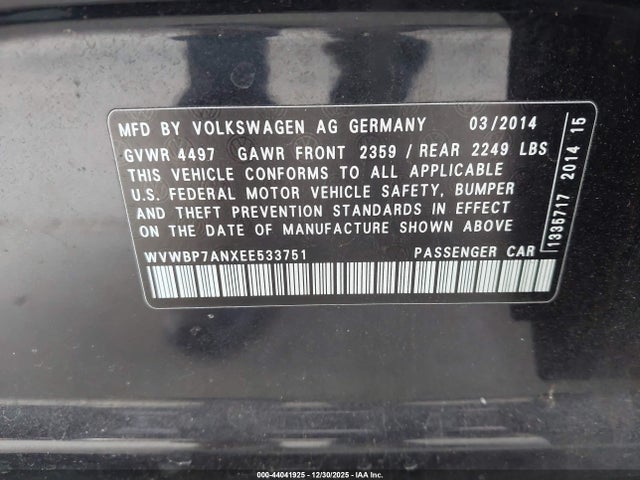 MFD BY VOLKSWAGEN AG GERMANY 03/2014
GVWR 4497 GAWR FRONT 2359 / REAR 2249 LBS
THIS VEHICLE CONFORMS TO ALL APPLICABLE
U.S. FEDERAL MOTOR VEHICLE SAFETY, BUMPER
AND THEFT PREVENTION STANDARDS IN EFFECT
ON THE DATE OF MANUFACTURE SHOWN ABOVE
WVWBP7ANXEE533751 PASSENGER CAR
1335717 2014 15
000-44041925 - 12/30/2025 - IAAI Inc.